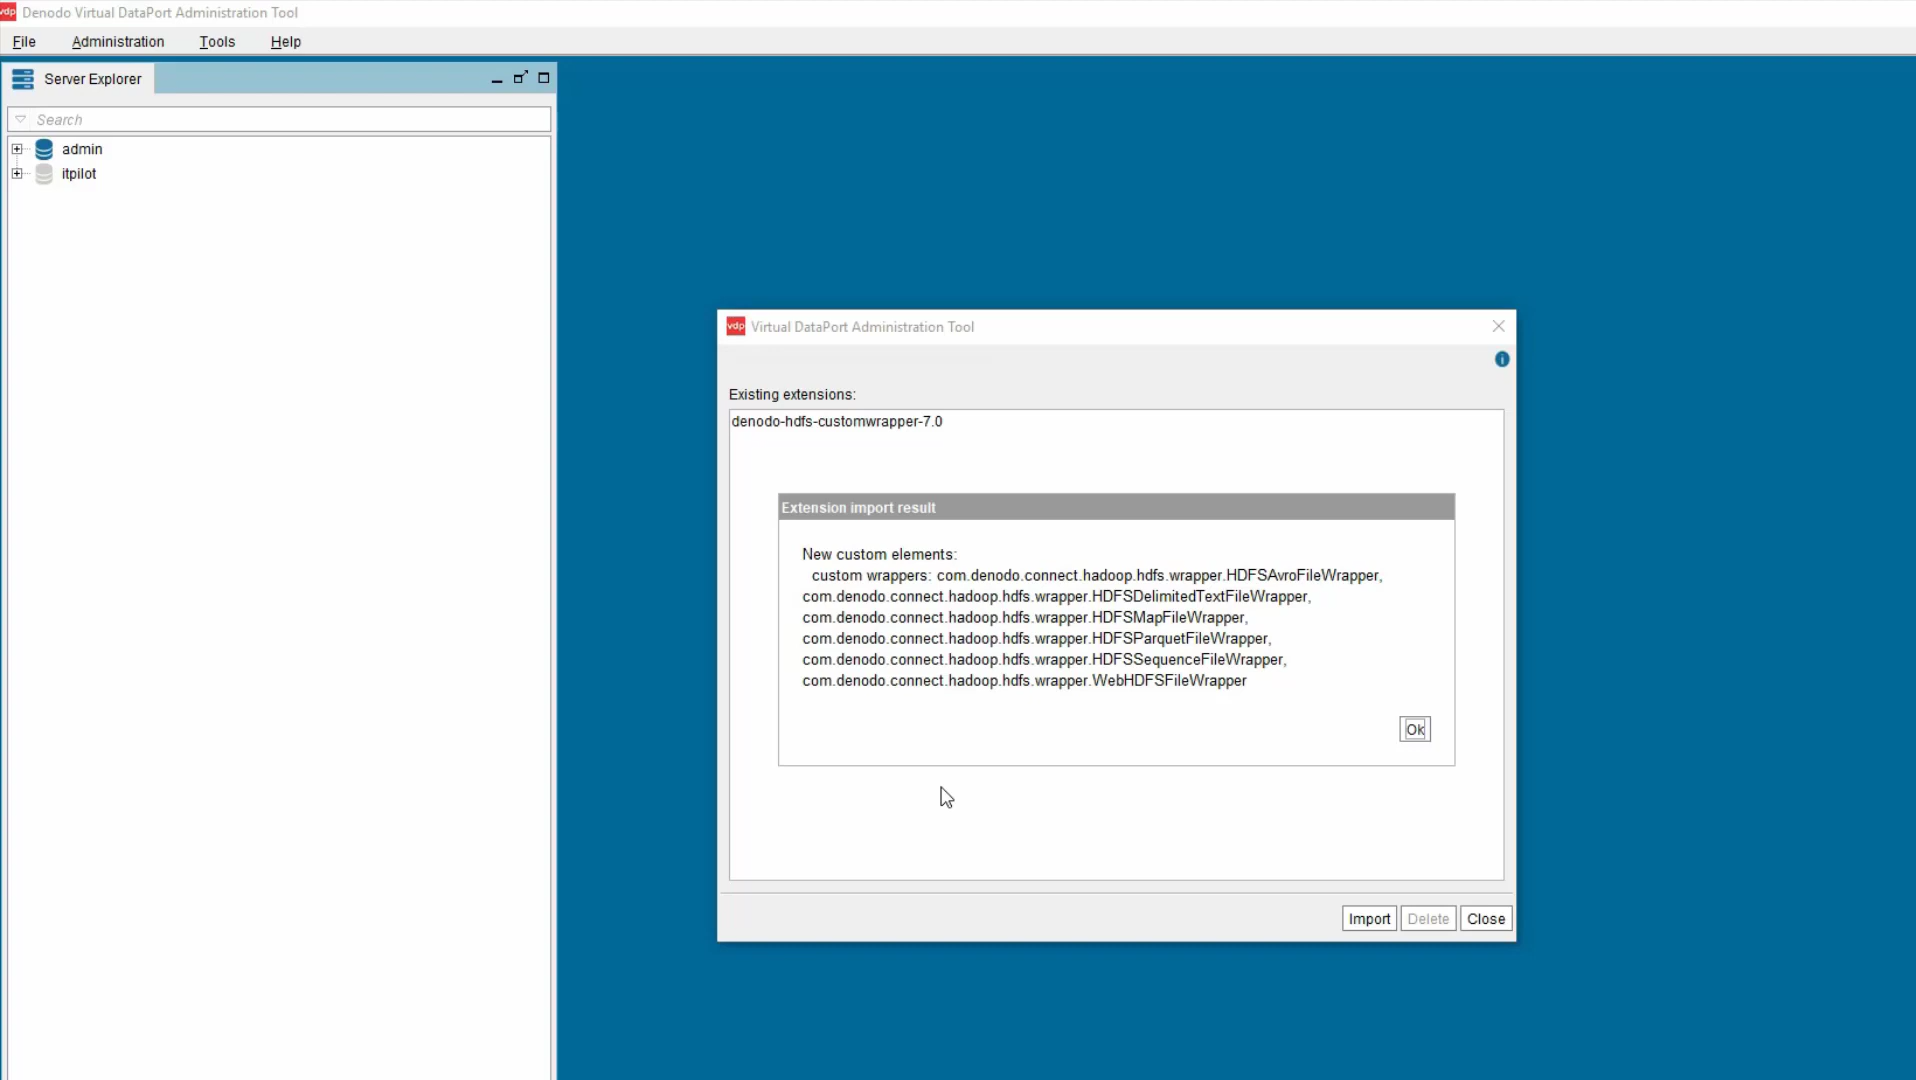 vdp Denodo Virtual DataPort Administration Tool
File Administration Tools Help
Server Explorer
Search
admin
itpilot
vdp Virtual DataPort Administration Tool
Existing extensions:
denodo-hdfs-customwrapper-7.0
Extension import result
New custom elements:
custom wrappers: com.denodo.connect.hadoop.hdfs.wrapper.HDFSAvroFileWrapper,
com.denodo.connect.hadoop.hdfs.wrapper.HDFSDelimitedTextFileWrapper,
com.denodo.connect.hadoop.hdfs.wrapper.HDFSMapFileWrapper,
com.denodo.connect.hadoop.hdfs.wrapper.HDFSParquetFileWrapper,
com.denodo.connect.hadoop.hdfs.wrapper.HDFSSequenceFileWrapper,
com.denodo.connect.hadoop.hdfs.wrapper.WebHDFSFileWrapper
Ok
Import Delete Close